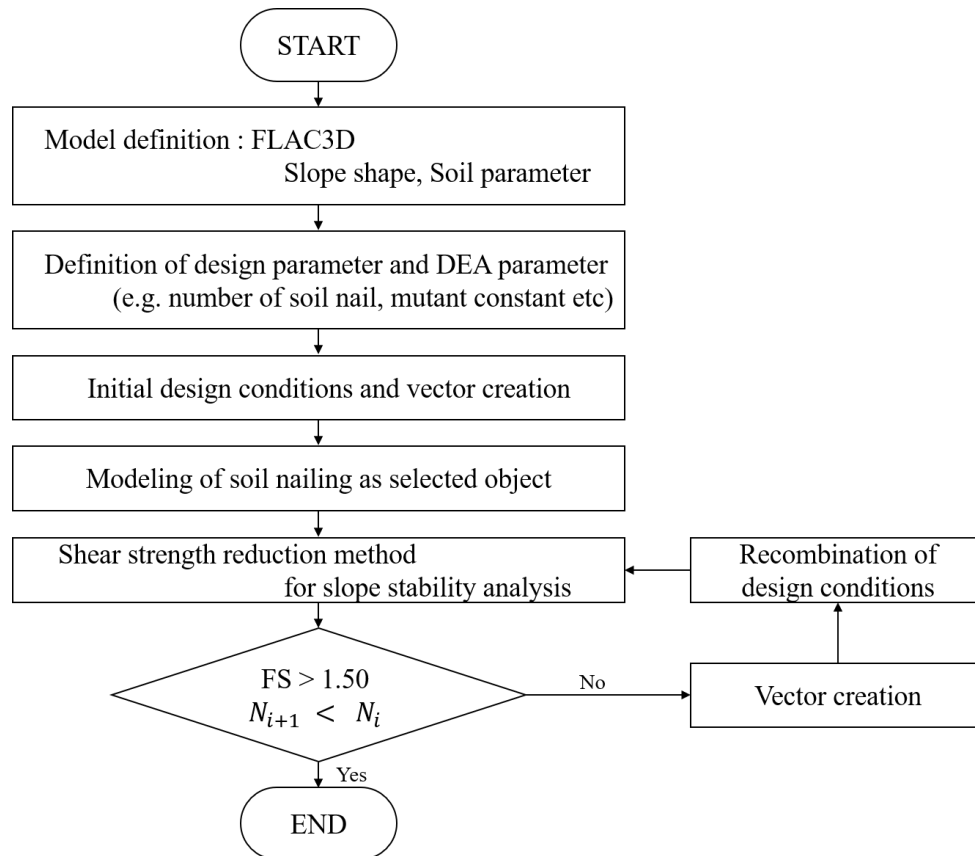 START
Model definition : FLAC3D
Slope shape, Soil parameter
Definition of design parameter and DEA parameter
(e.g. number of soil nail, mutant constant etc)
Initial design conditions and vector creation
Modeling of soil nailing as selected object
Shear strength reduction method
for slope stability analysis
Recombination of
design conditions
FS > 1.50
N_{i+1} < N_i
No
Vector creation
Yes
END